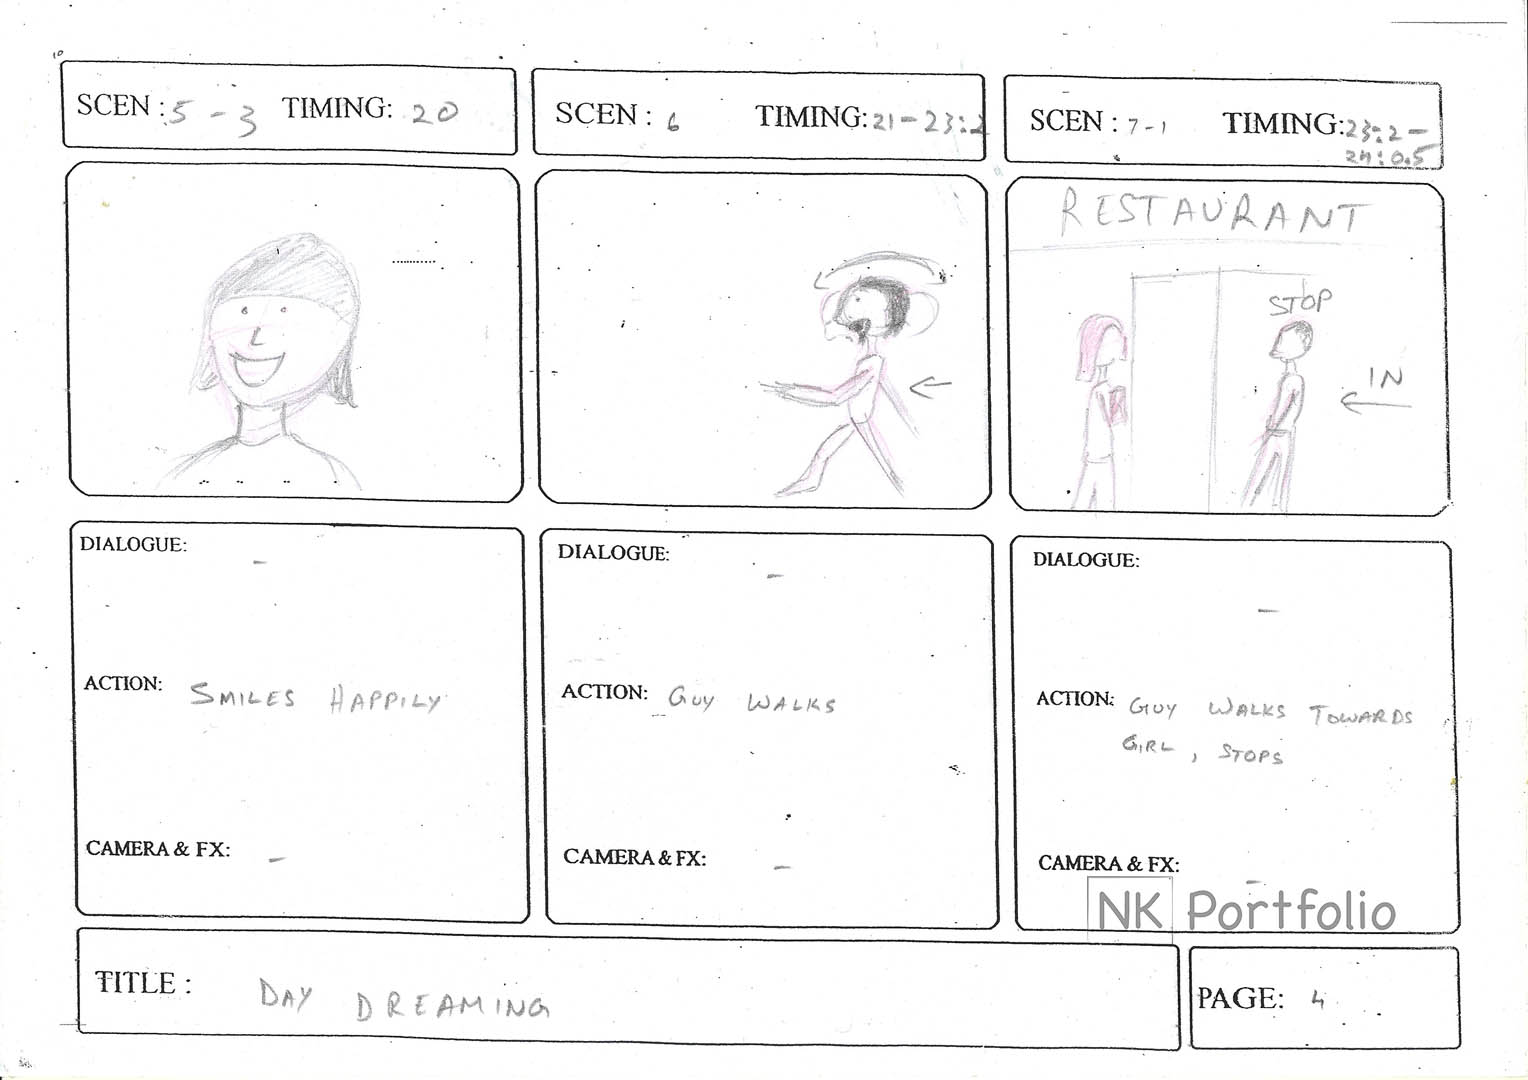 SCEN : 5 - 3 TIMING: 20
SCEN : 6 TIMING: 21 - 23:2
SCEN : 7-1 TIMING: 23:2 -
24:0.5
RESTAURANT
STOP
IN
DIALOGUE: -
ACTION: SMILES HAPPILY
CAMERA & FX: -
DIALOGUE: -
ACTION: GUY WALKS
CAMERA & FX: -
DIALOGUE: -
ACTION: GUY WALKS TOWARDS
GIRL, STOPS
CAMERA & FX: -
NK Portfolio
TITLE : DAY DREAMING
PAGE: 4